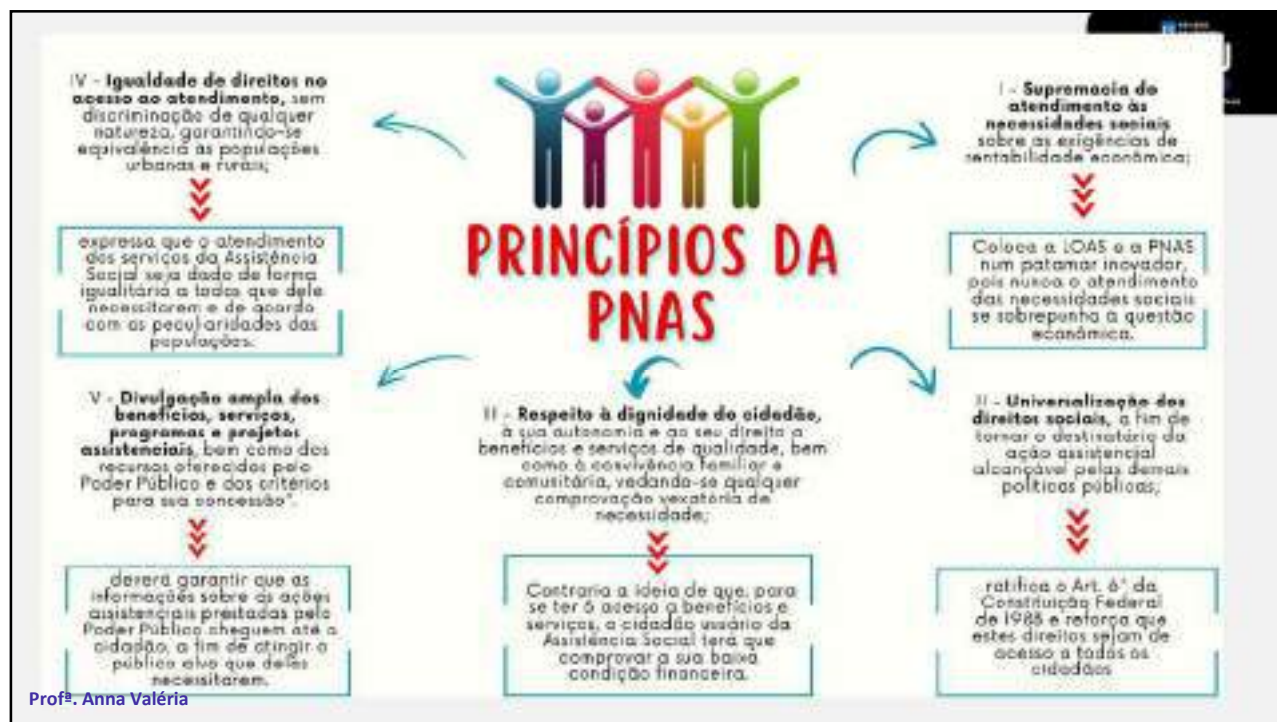 PRINCÍPIOS DA
PNAS
I - Supremacia do
atendimento às
necessidades sociais
sobre as exigências de
rentabilidade econômica;
Coloca a LOAS e a PNAS
num patamar inovador,
pois nunca o atendimento
das necessidades sociais
se sobrepunha à questão
econômica.
II - Universalização dos
direitos sociais, a fim de
tornar o destinatário da
ação assistencial
alcançável pelas demais
políticas públicas;
ratifica o Art. 6° da
Constituição Federal
de 1988 e reforça que
estes direitos sejam de
acesso a todos os
cidadãos
II - Respeito à dignidade do cidadão,
à sua autonomia e ao seu direito a
benefícios e serviços de qualidade, bem
como à convivência familiar e
comunitária, vedando-se qualquer
comprovação vexatória de
necessidade;
Contraria a ideia de que, para
se ter o acesso a benefícios e
serviços, o cidadão usuário da
Assistência Social terá que
comprovar a sua baixa
condição financeira.
IV - Igualdade de direitos no
acesso ao atendimento, sem
discriminação de qualquer
natureza, garantindo-se
equivalência às populações
urbanas e rurais;
expressa que o atendimento
dos serviços da Assistência
Social seja dado de forma
igualitária a todos que dele
necessitarem e de acordo
com as peculiaridades das
populações.
V - Divulgação ampla dos
benefícios, serviços,
programas e projetos
assistenciais, bem como dos
recursos oferecidos pelo
Poder Público e dos critérios
para sua concessão".
deverá garantir que as
informações sobre as ações
assistenciais prestadas pelo
Poder Público cheguem até o
cidadão, a fim de atingir o
público alvo que deles
necessitarem.
Profª. Anna Valéria